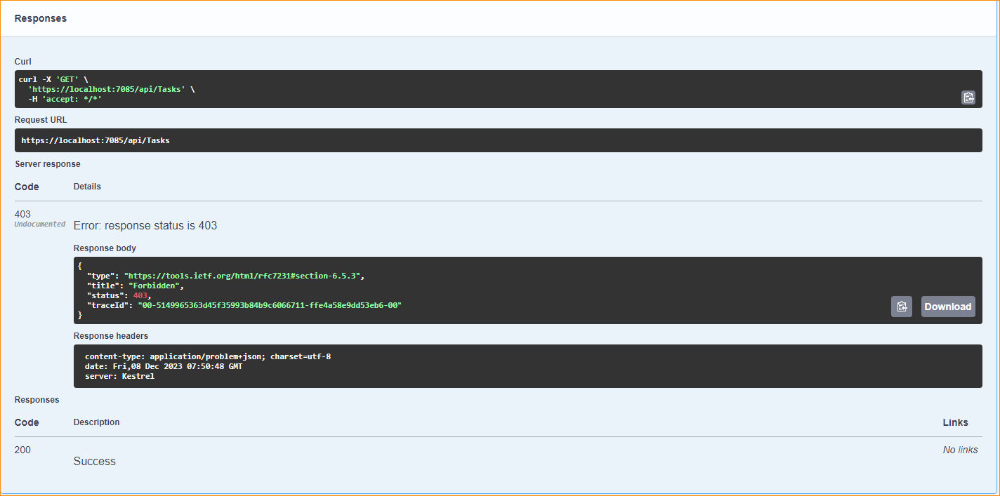 Responses
Curl
curl -X 'GET' \
  'https://localhost:7085/api/Tasks' \
  -H 'accept: */*'
Request URL
https://localhost:7085/api/Tasks
Server response
Code Details
403
Undocumented
Error: response status is 403
Response body
{
  "type": "https://tools.ietf.org/html/rfc7231#section-6.5.3",
  "title": "Forbidden",
  "status": 403,
  "traceId": "00-5149965363d45f35993b84b9c6066711-ffe4a58e9dd53eb6-00"
}
Download
Response headers
content-type: application/problem+json; charset=utf-8
date: Fri,08 Dec 2023 07:50:48 GMT
server: Kestrel
Responses
Code Description Links
200 No links
Success